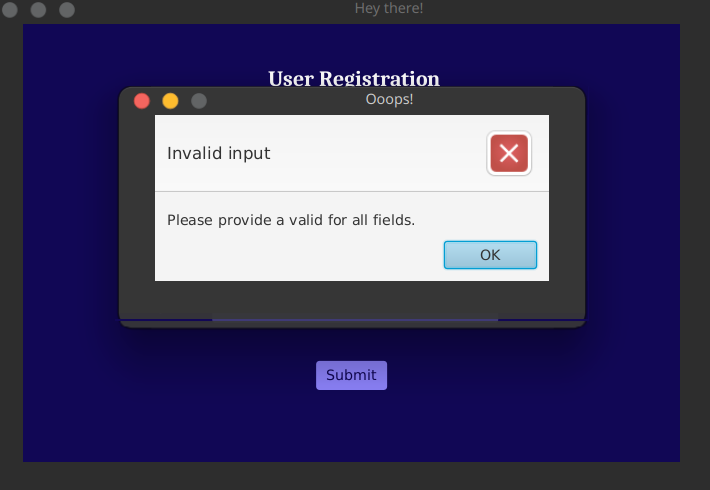 Hey there!
User Registration
Ooops!
Invalid input
Please provide a valid for all fields.
OK
Submit